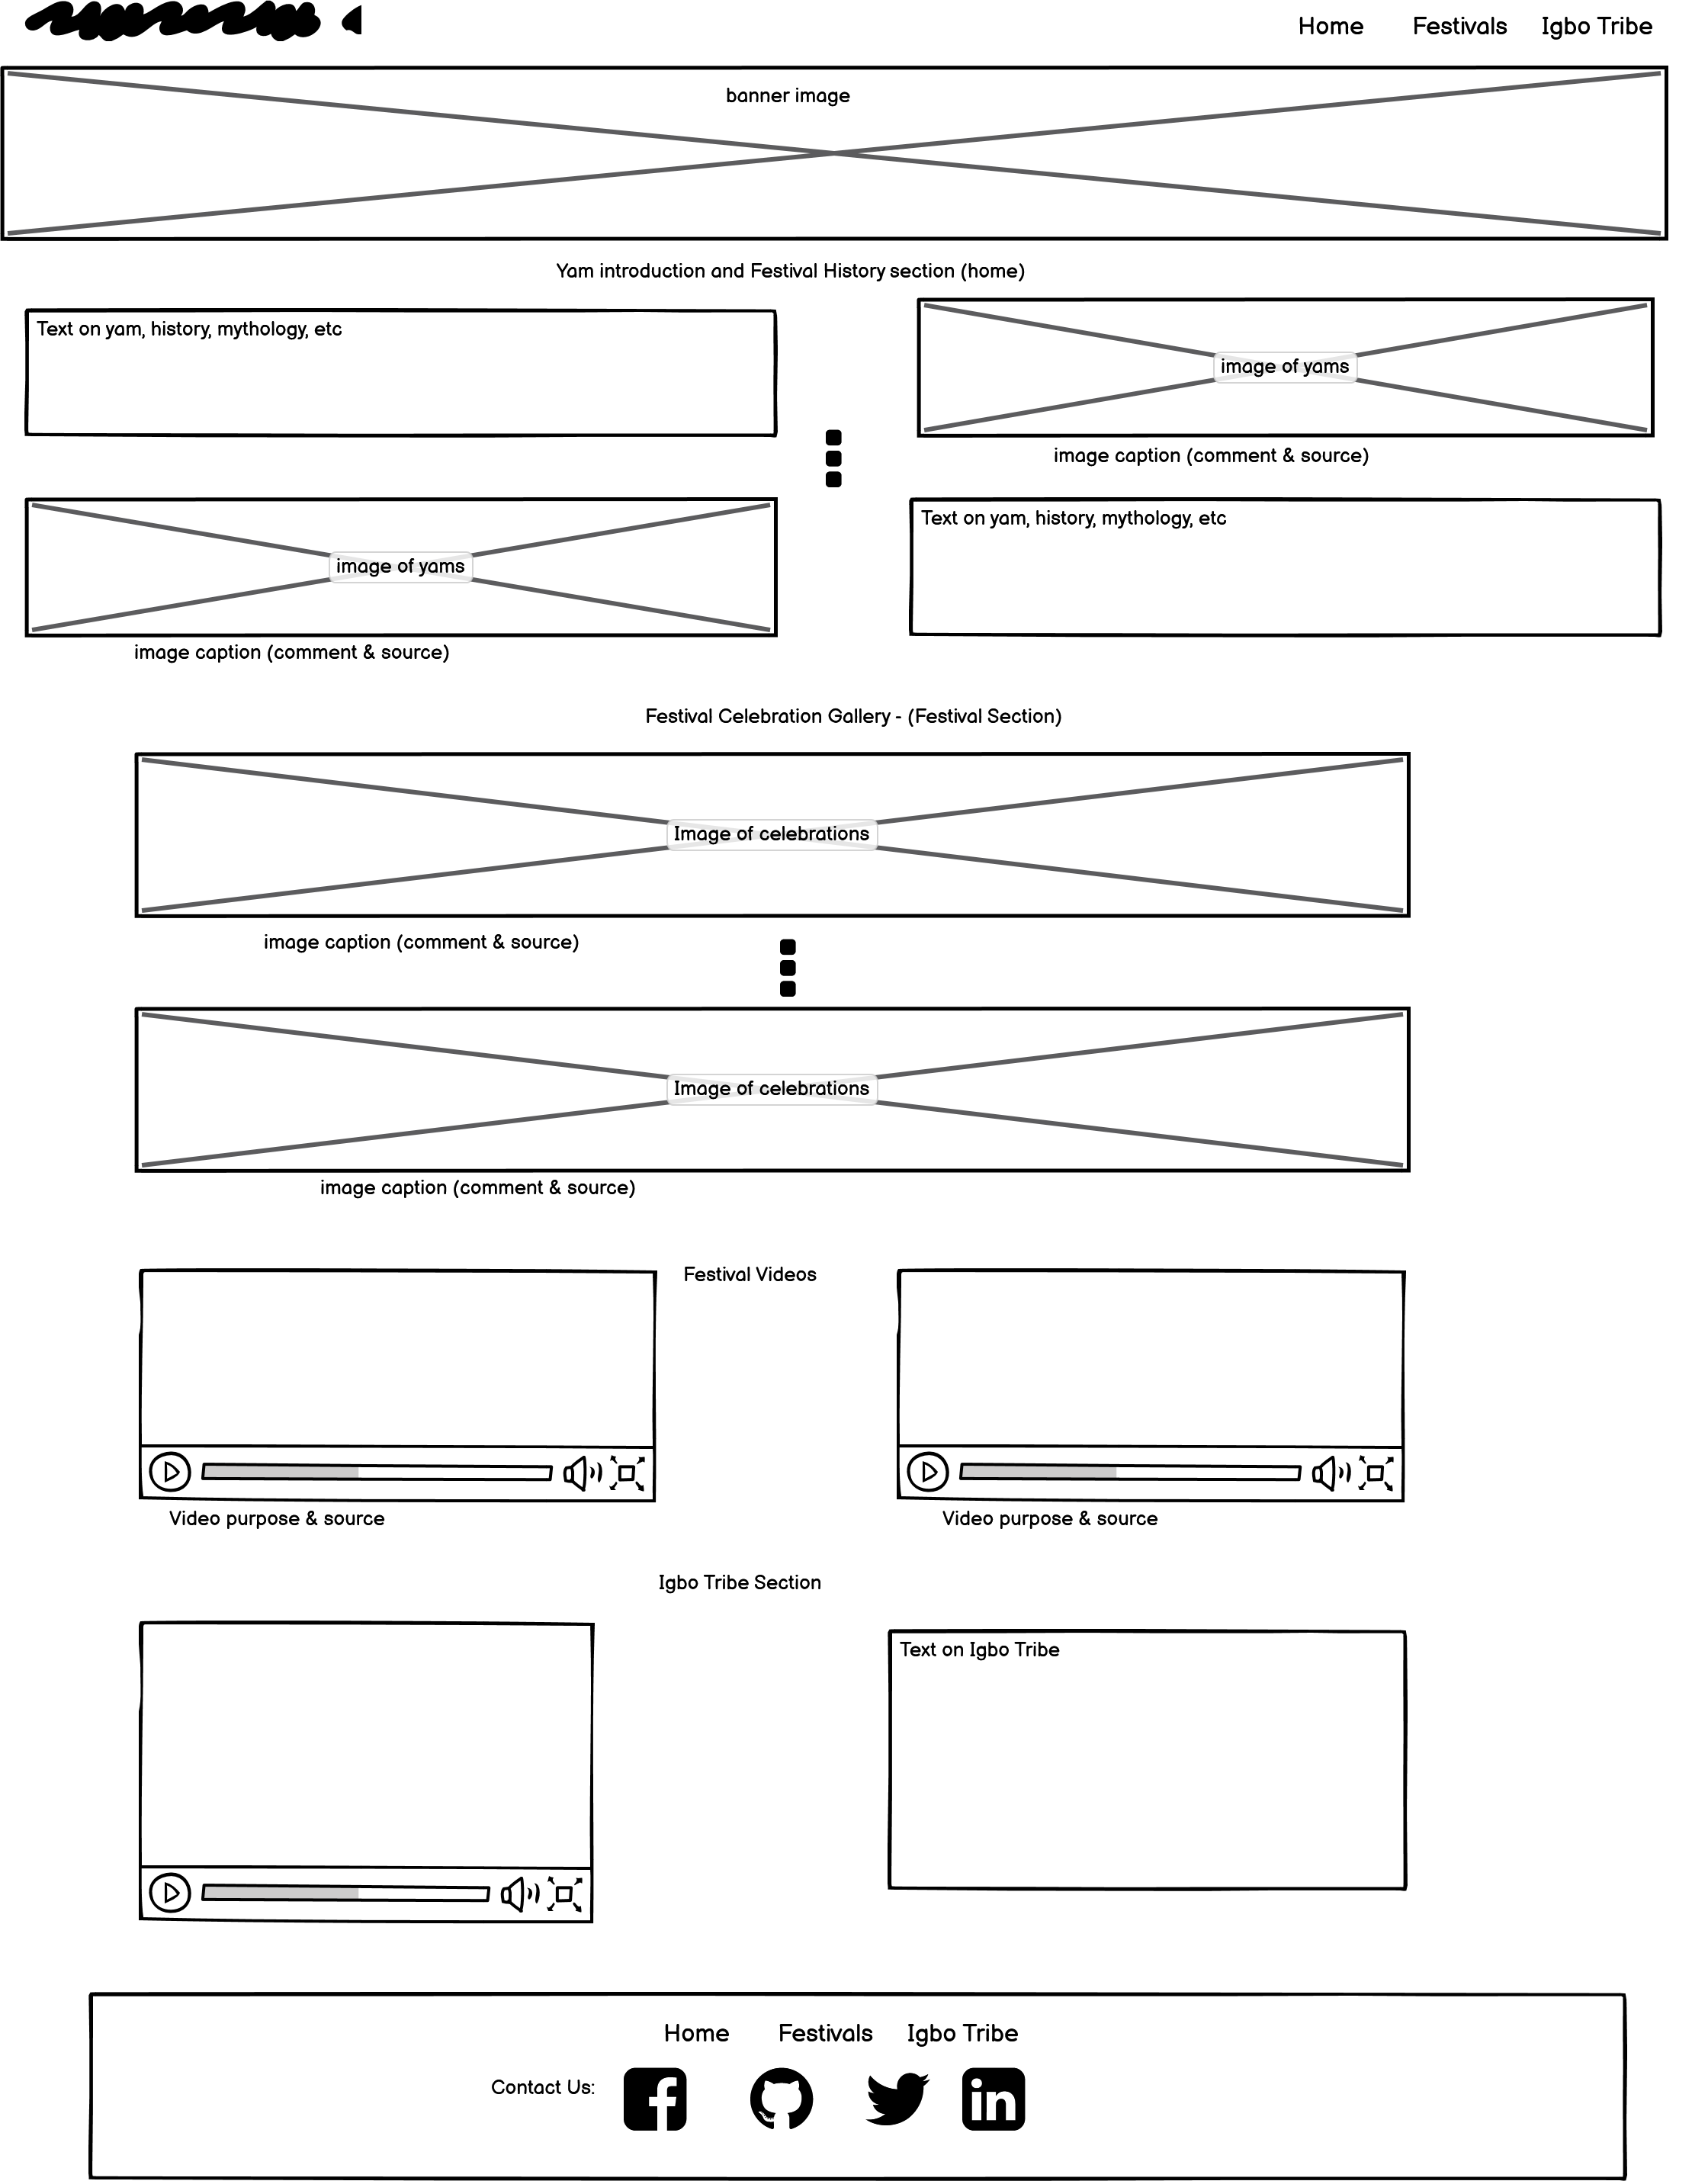 Home Festivals Igbo Tribe
banner image
Yam introduction and Festival History section (home)
Text on yam, history, mythology, etc
image of yams
image caption (comment & source)
image of yams
Text on yam, history, mythology, etc
image caption (comment & source)
Festival Celebration Gallery - (Festival Section)
Image of celebrations
image caption (comment & source)
Image of celebrations
image caption (comment & source)
Festival Videos
Video purpose & source
Video purpose & source
Igbo Tribe Section
Text on Igbo Tribe
Home Festivals Igbo Tribe
Contact Us: